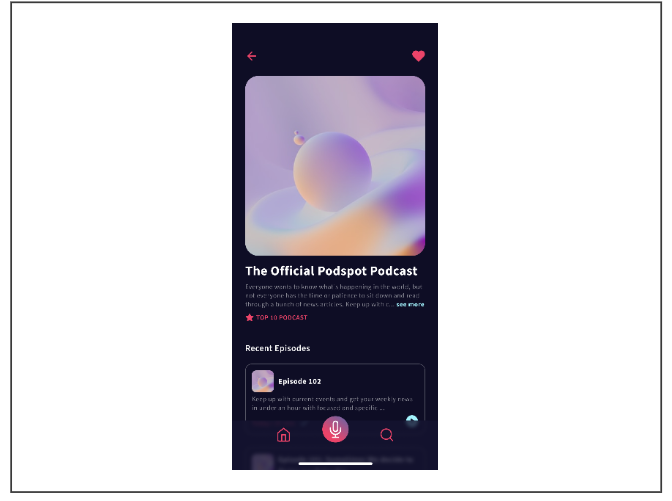 The Official Podspot Podcast
Everyone wants to know what's happening in the world, but
not everyone has the time or patience to sit down and read
through a bunch of news articles. Keep up with c... see more
TOP 10 PODCAST
Recent Episodes
Episode 102
Keep up with current events and get your weekly news
in under an hour with focused and specific ...